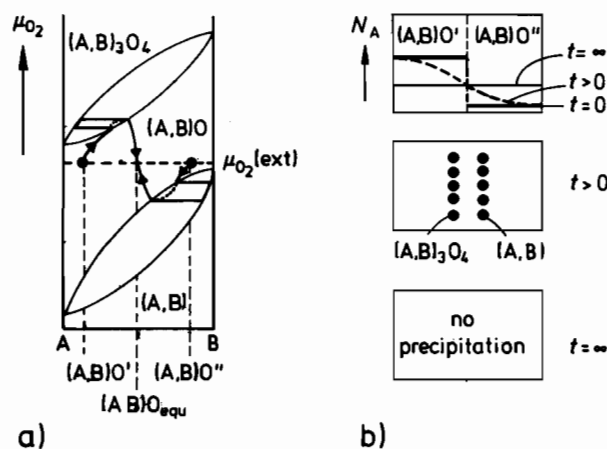 μO2
(A,B)3O4
(A,B)O
μO2(ext)
(A,B)
A
B
(A,B)O'
(A,B)O"
(A B)Oequ
a)
NA
(A,B)O'
(A,B)O"
t=∞
t>0
t=0
t>0
(A,B)3O4
(A,B)
no
precipitation
t=∞
b)